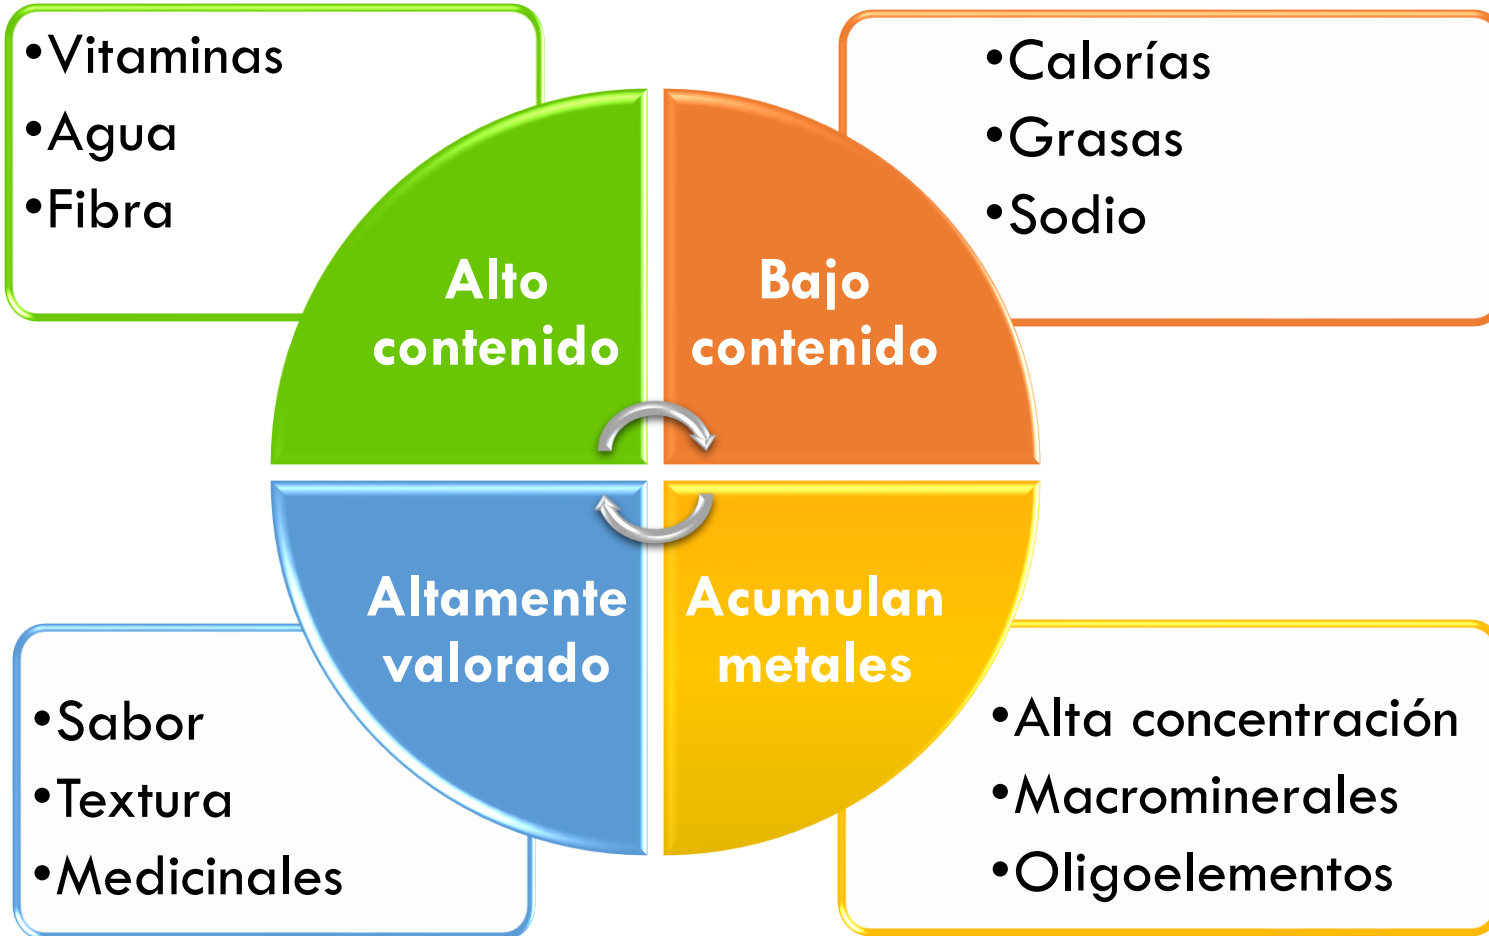 •Vitaminas
•Agua
•Fibra
•Calorías
•Grasas
•Sodio
Alto
contenido
Bajo
contenido
Altamente
valorado
Acumulan
metales
•Sabor
•Textura
•Medicinales
•Alta concentración
•Macrominerales
•Oligoelementos